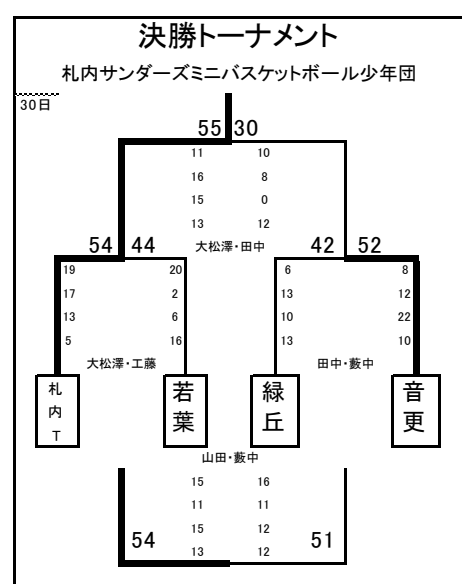 決勝トーナメント
札内サンダーズミニバスケットボール少年団
30日
55 30
11 10
16 8
15 0
13 12
大松澤・田中
54 44 42 52
19 20 6 8
17 2 13 12
13 6 10 22
5 16 13 10
大松澤・工藤 田中・藪中
札内T 若葉 緑丘 音更
山田・藪中
15 16
11 11
15 12
54 13 12 51